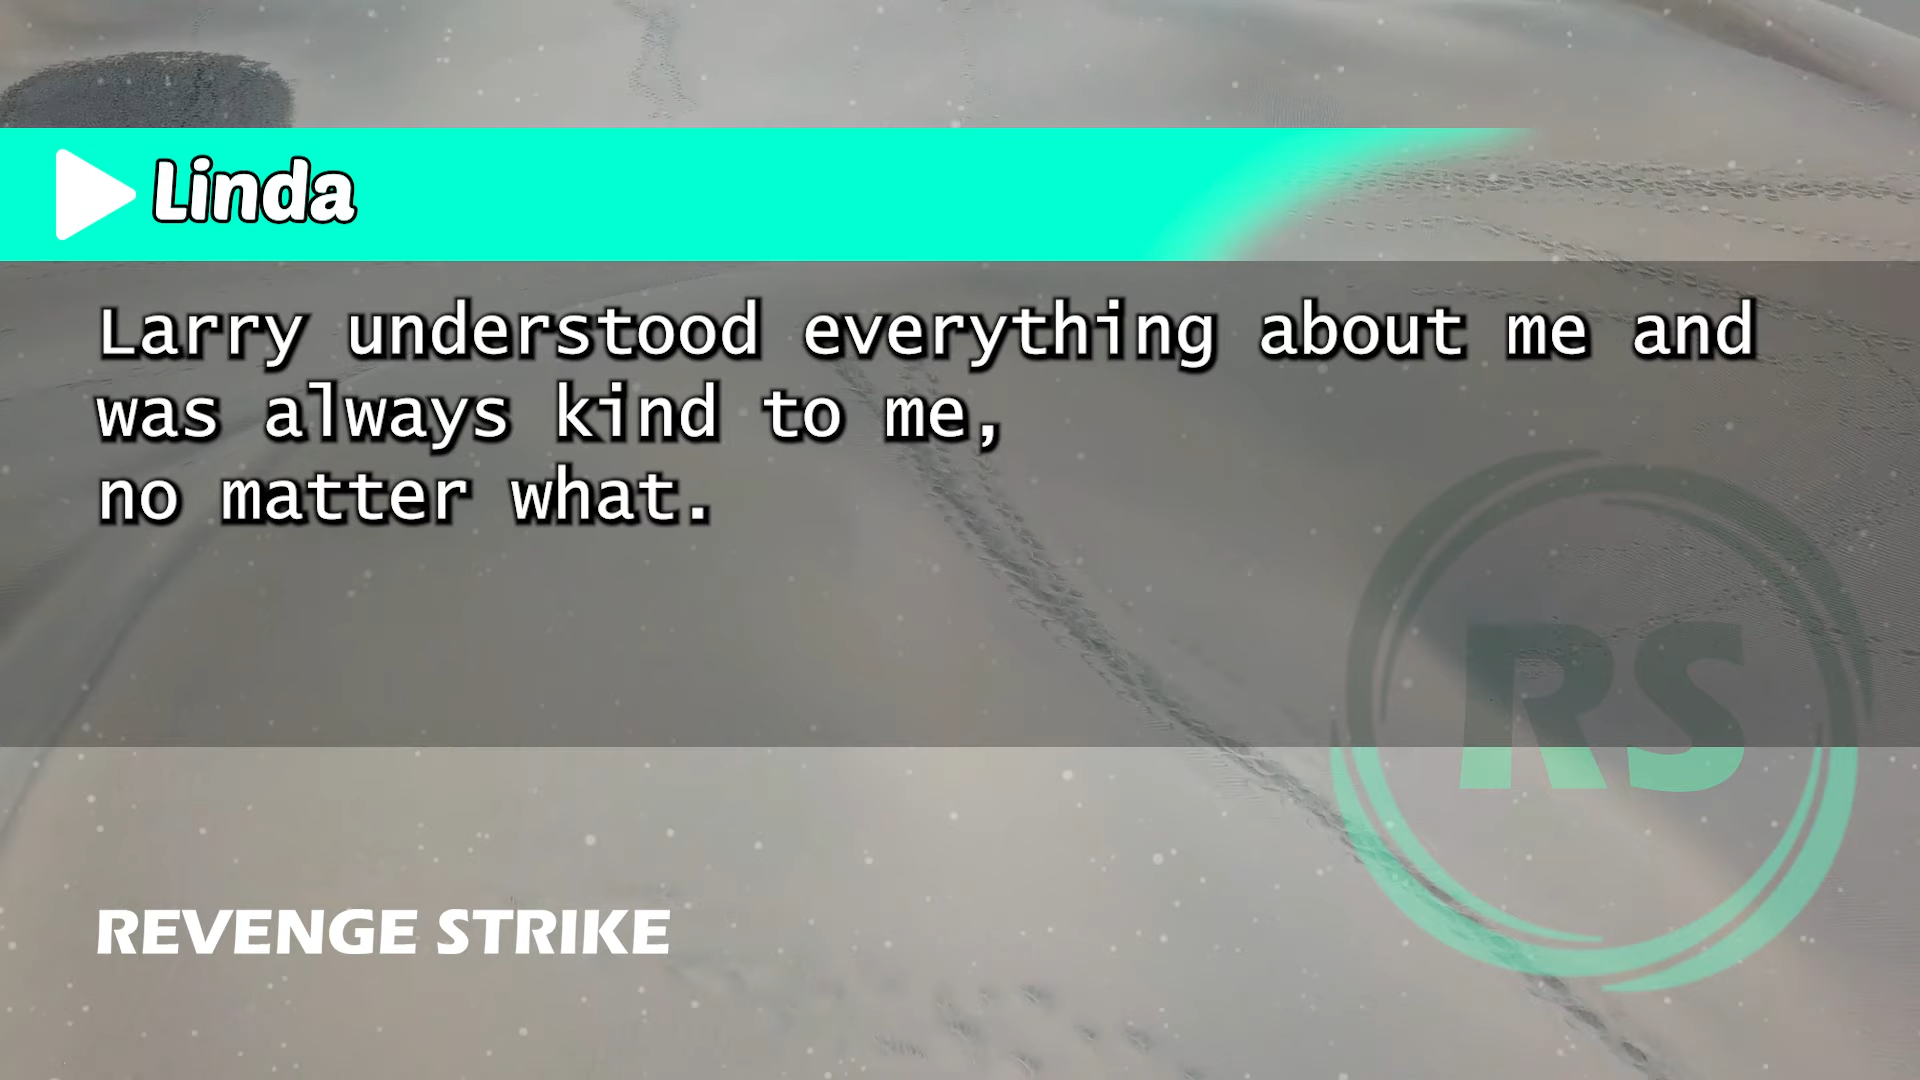 Linda
Larry understood everything about me and
was always kind to me,
no matter what.
RS
REVENGE STRIKE